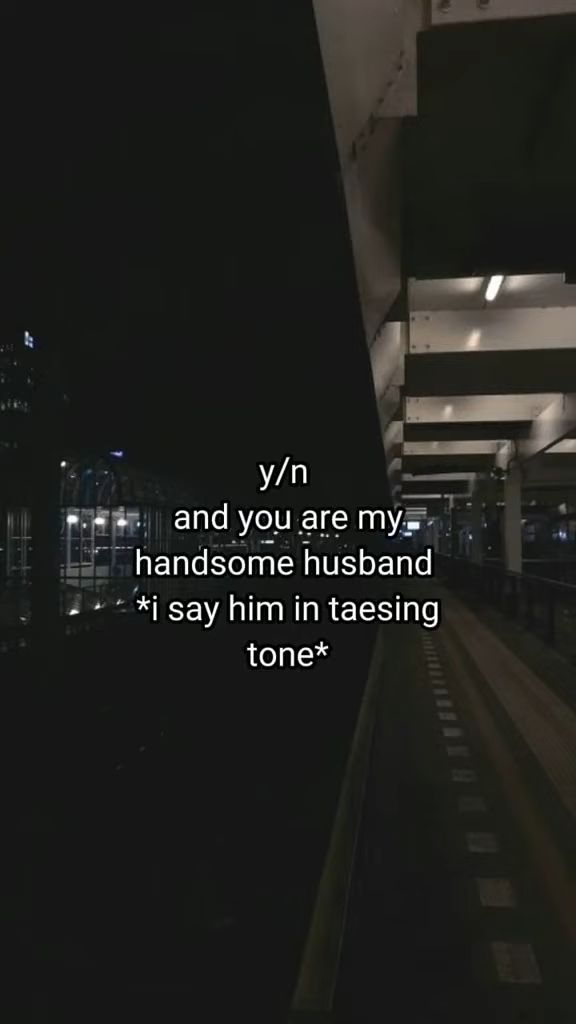 y/n
and you are my
handsome husband
*i say him in taesing
tone*